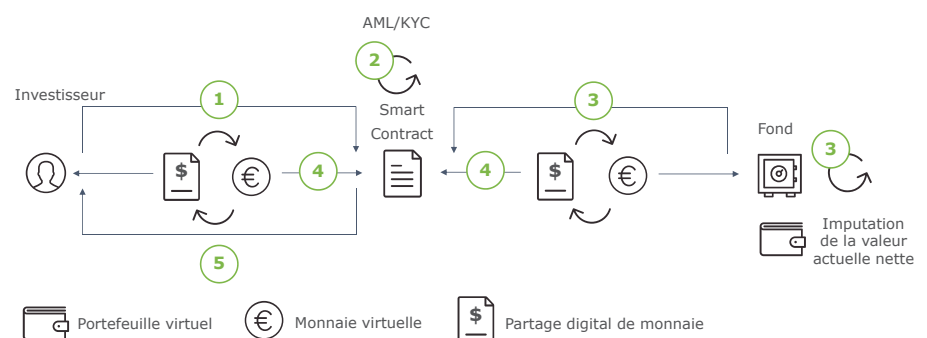 AML/KYC
2
Investisseur
1
Smart
Contract
3
Fond
3
$
€
4
4
$
€
Imputation
de la valeur
actuelle nette
5
Portefeuille virtuel
€
Monnaie virtuelle
$
Partage digital de monnaie